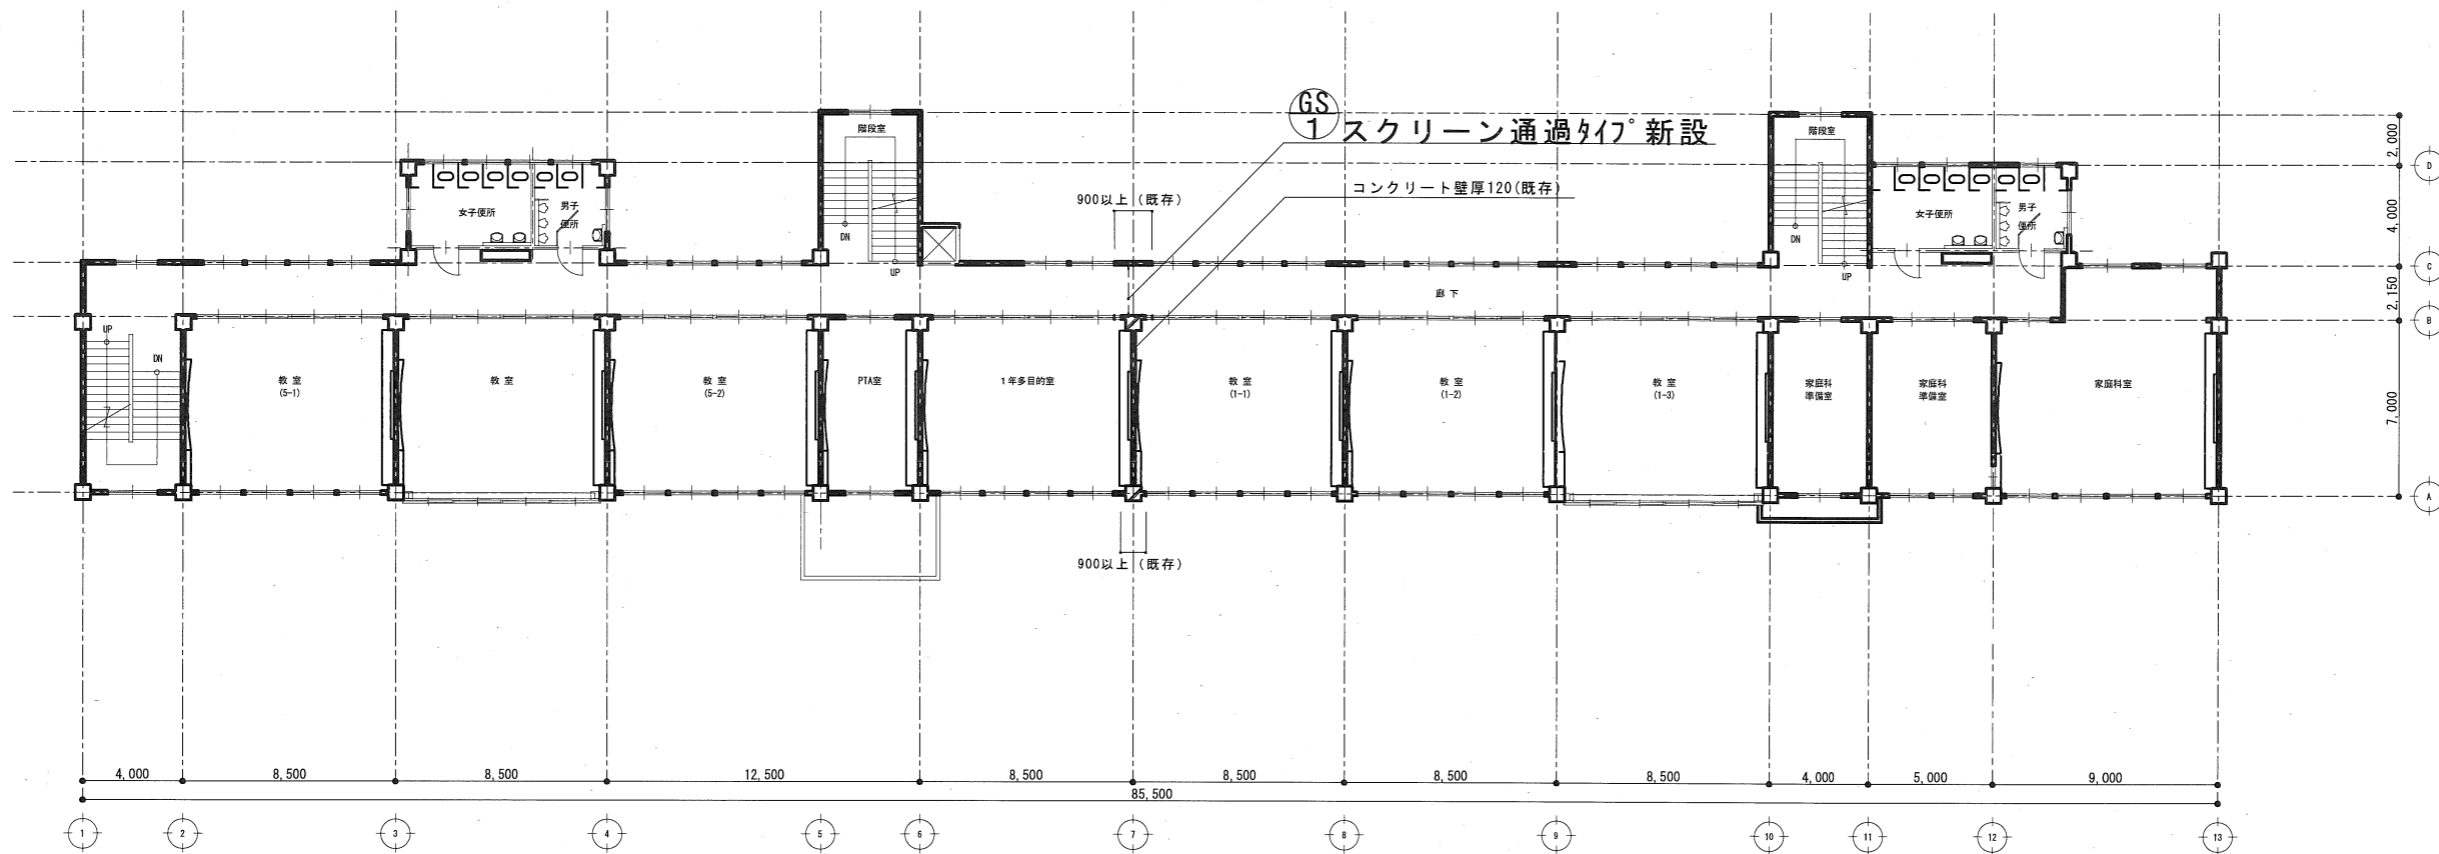 GS
1
スクリーン通過ﾀｲﾌﾟ新設
階段室
階段室
2,000
D
コンクリート壁厚120(既存)
900以上 (既存)
女子便所
男子
便所
女子便所
男子
便所
4,000
DN
UP
DN
UP
C
廊 下
2,150
B
UP
DN
教 室
(5-1)
教 室
教 室
(5-2)
PTA室
1年多目的室
教 室
(1-1)
教 室
(1-2)
教 室
(1-3)
家庭科
準備室
家庭科
準備室
家庭科室
7,000
A
900以上 (既存)
4,000 8,500 8,500 12,500 8,500 8,500 8,500 8,500 4,000 5,000 9,000
85,500
1 2 3 4 5 6 7 8 9 10 11 12 13